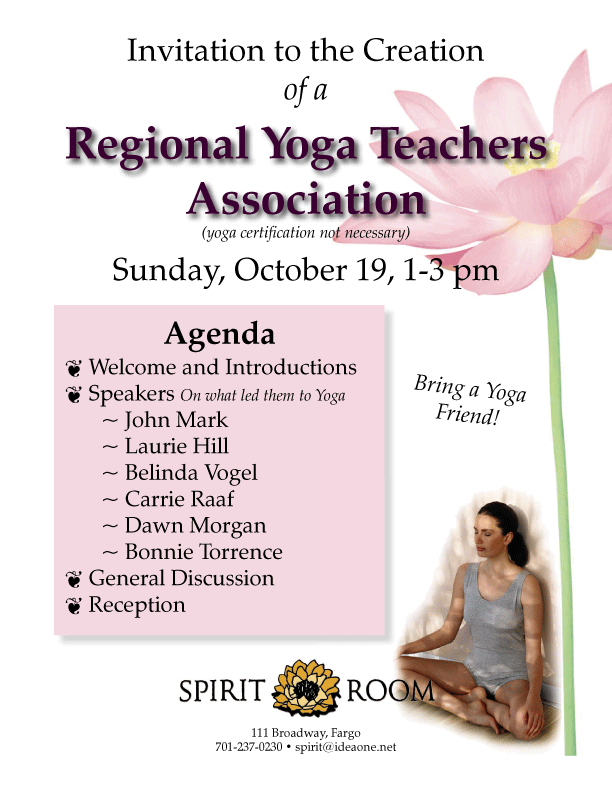 Invitation to the Creation
of a
Regional Yoga Teachers
Association
(yoga certification not necessary)
Sunday, October 19, 1-3 pm
Agenda
❦ Welcome and Introductions
❦ Speakers On what led them to Yoga
~ John Mark
~ Laurie Hill
~ Belinda Vogel
~ Carrie Raaf
~ Dawn Morgan
~ Bonnie Torrence
❦ General Discussion
❦ Reception
Bring a Yoga
Friend!
SPIRIT ROOM
111 Broadway, Fargo
701-237-0230 • spirit@ideaone.net